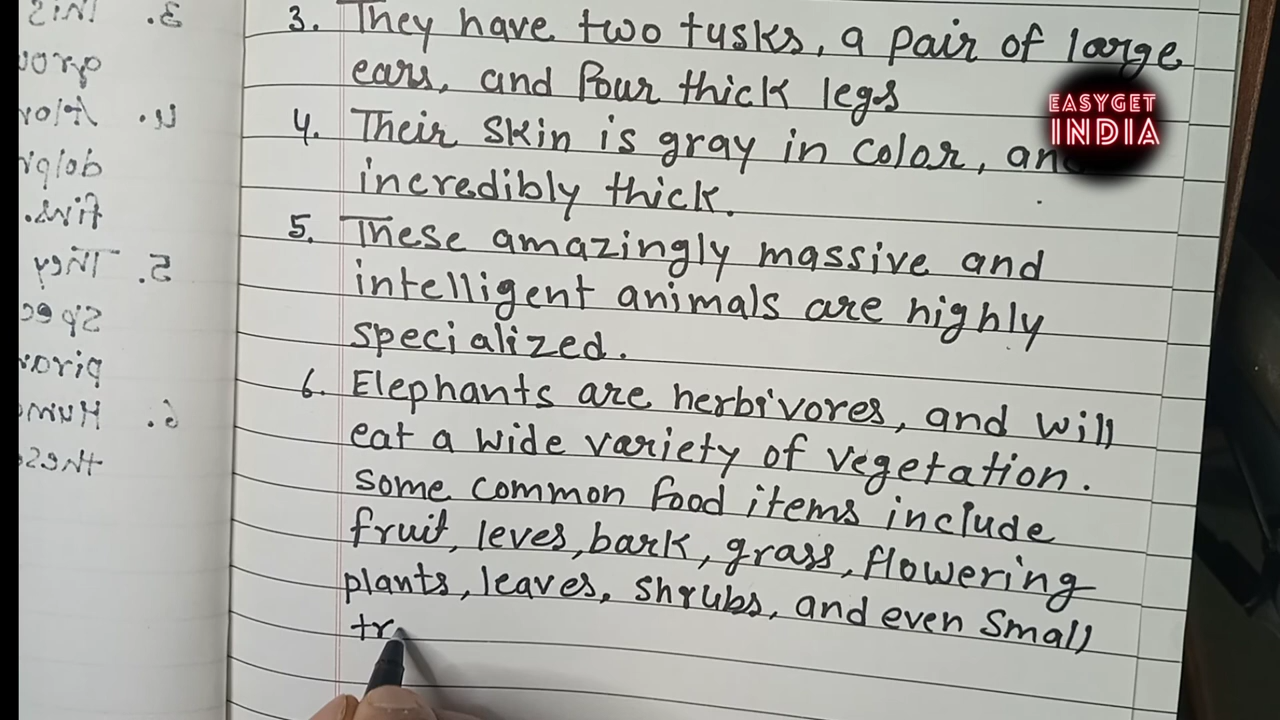 3. They have two tusks, a pair of large
ears, and four thick legs
4. Their skin is gray in color, and
incredibly thick.
5. These amazingly massive and
intelligent animals are highly
specialized.
6. Elephants are herbivores, and will
eat a wide variety of vegetation.
some common food items include
fruit, leves, bark, grass, flowering
plants, leaves, shrubs, and even small
tr
EASYGET
INDIA